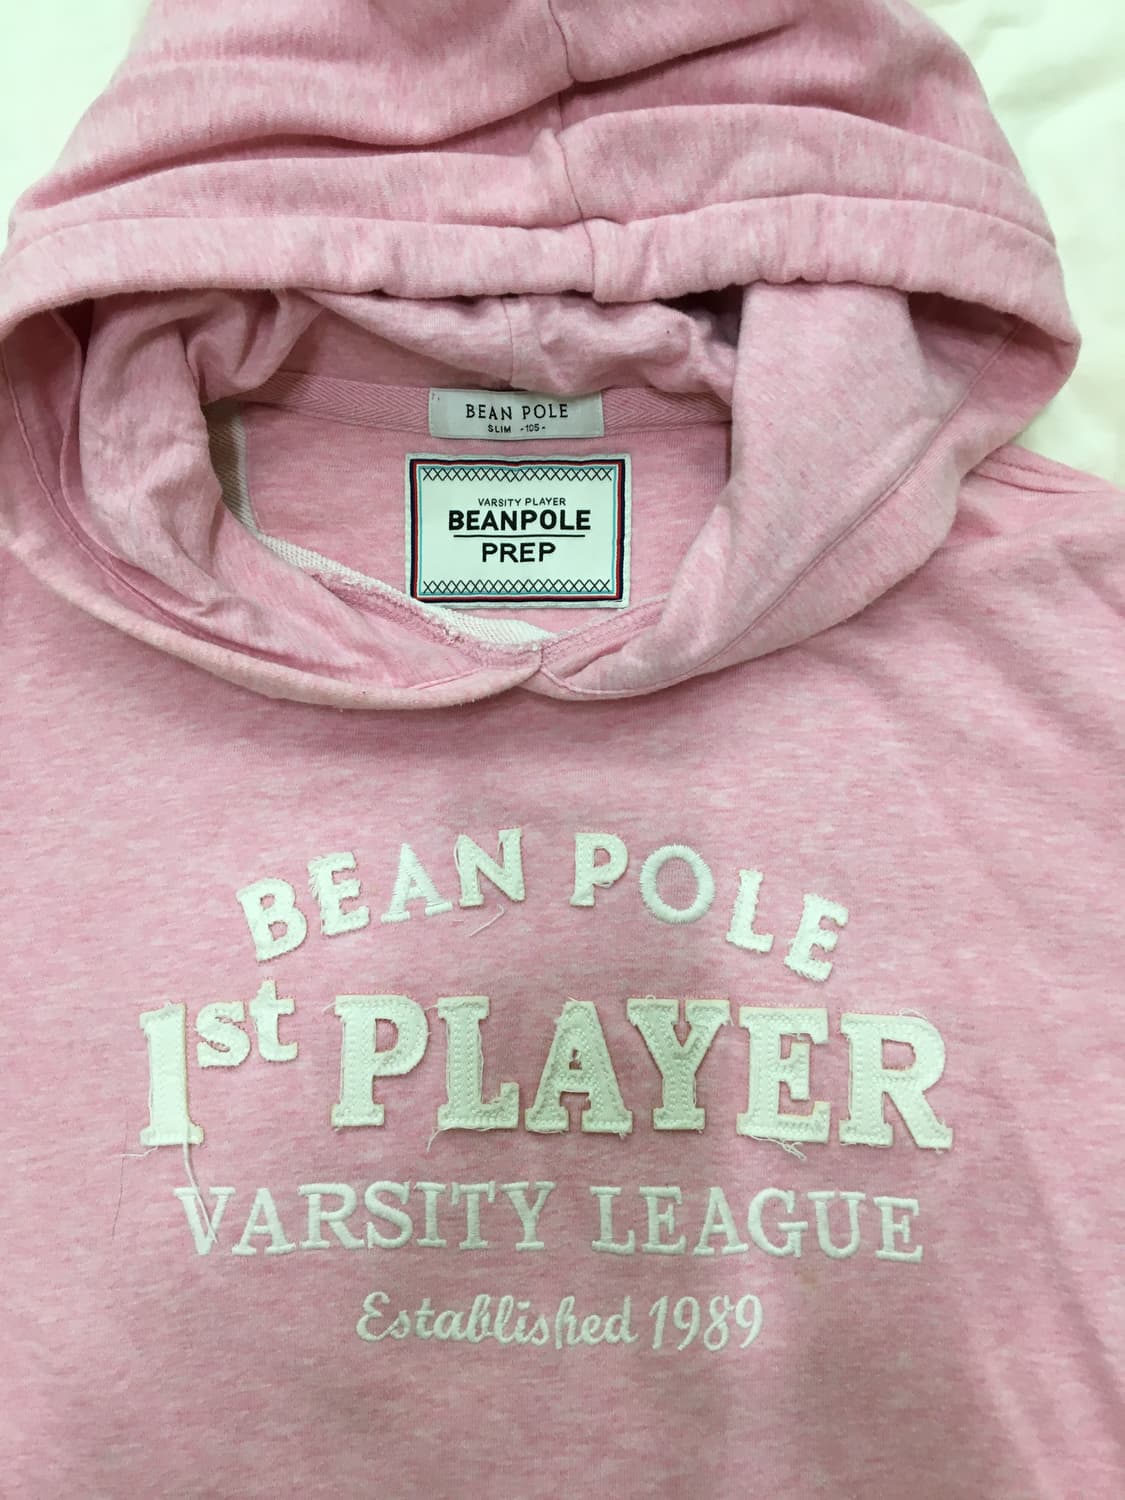 BEAN POLE
SLIM -105-
VARSITY PLAYER
BEANPOLE
PREP
BEAN POLE
1st PLAYER
VARSITY LEAGUE
Established 1989